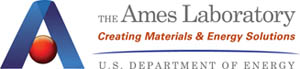 THE Ames Laboratory
Creating Materials & Energy Solutions
U.S. DEPARTMENT OF ENERGY